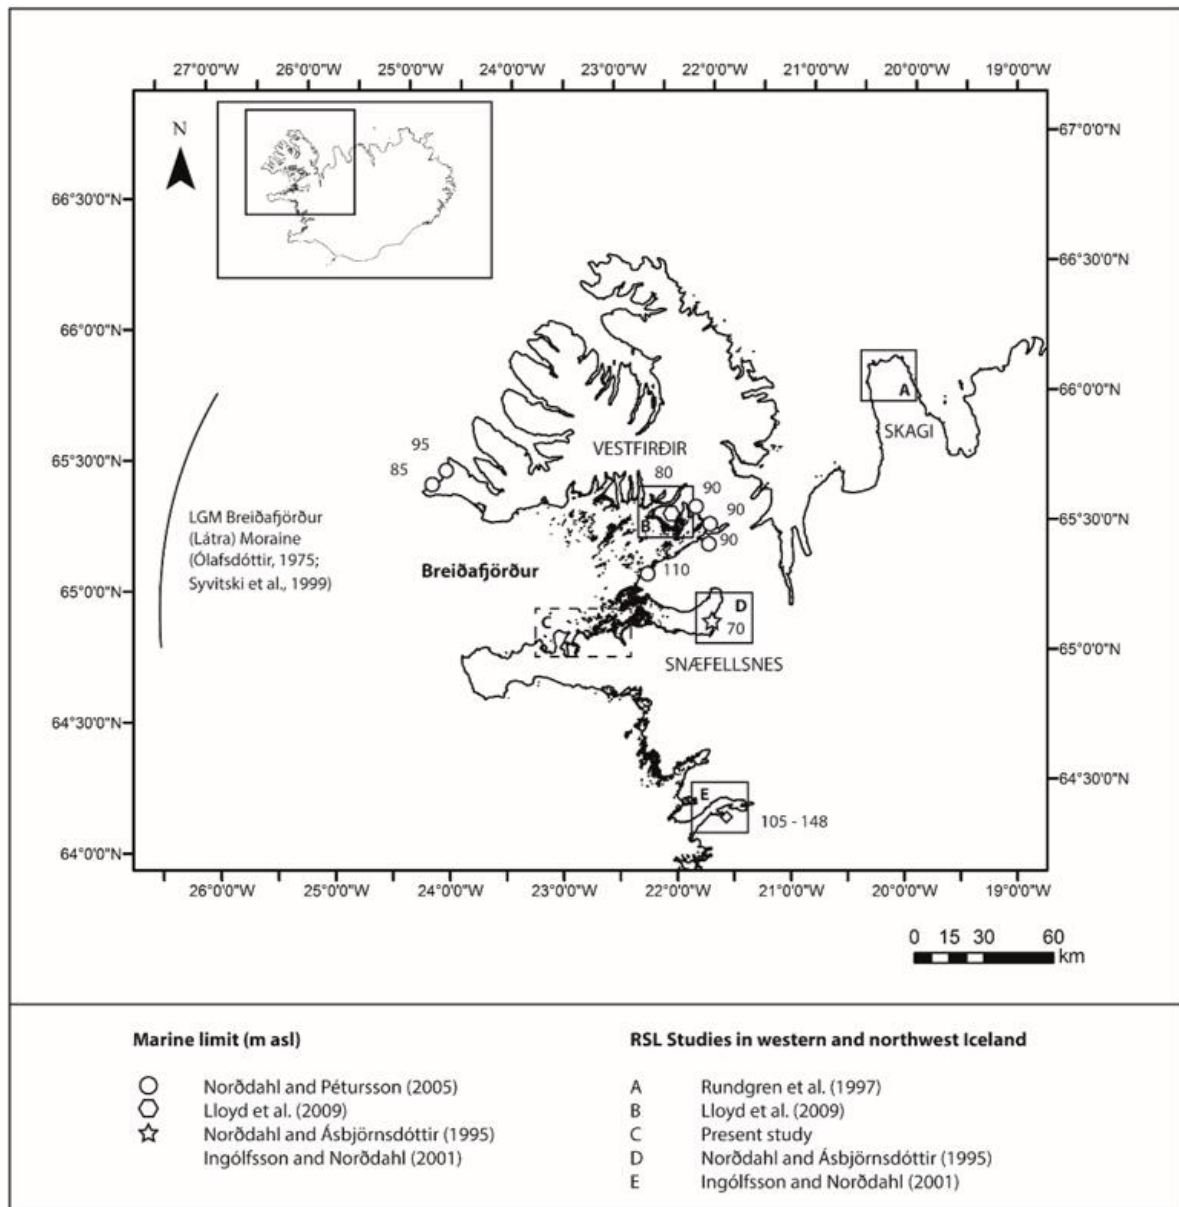 27°0'0"W 26°0'0"W 25°0'0"W 24°0'0"W 23°0'0"W 22°0'0"W 21°0'0"W 20°0'0"W 19°0'0"W
N
67°0'0"N
66°30'0"N
66°30'0"N
66°0'0"N
66°0'0"N
A
SKAGI
VESTFIRÐIR
95
85
65°30'0"N
80
90
90
B
90
65°30'0"N
LGM Breiðafjörður
(Látra) Moraine
(Ólafsdóttir, 1975;
Syvitski et al., 1999)
Breiðafjörður
110
65°0'0"N
D
C
70
65°0'0"N
SNÆFELLSNES
64°30'0"N
64°30'0"N
E
105 - 148
64°0'0"N
26°0'0"W 25°0'0"W 24°0'0"W 23°0'0"W 22°0'0"W 21°0'0"W 20°0'0"W 19°0'0"W
0 15 30 60
km
Marine limit (m asl)
Norðdahl and Pétursson (2005)
Lloyd et al. (2009)
Norðdahl and Ásbjörnsdóttir (1995)
Ingólfsson and Norðdahl (2001)
RSL Studies in western and northwest Iceland
A Rundgren et al. (1997)
B Lloyd et al. (2009)
C Present study
D Norðdahl and Ásbjörnsdóttir (1995)
E Ingólfsson and Norðdahl (2001)